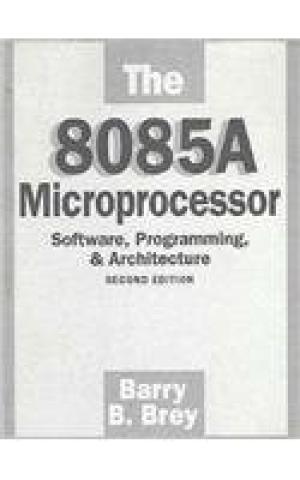 The
8085A
Microprocessor
Software, Programming,
& Architecture
SECOND EDITION
Barry
B. Brey